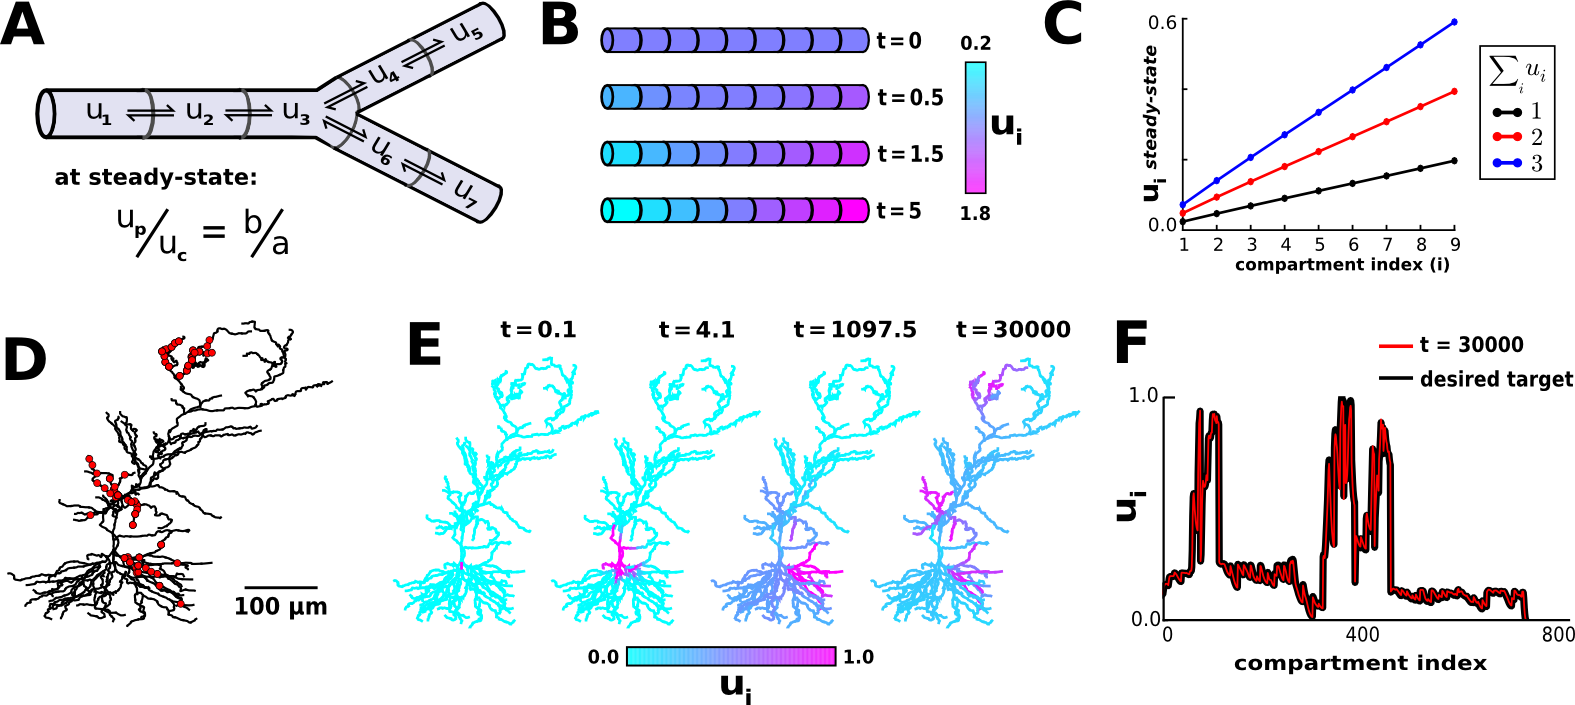 A
u₁ ⇌ u₂ ⇌ u₃ ⇌ u₄ ⇌ u₅
⇌ u₆ ⇌ u₇
at steady-state:
uₚ/u꜀ = b/a
B
t = 0
t = 0.5
t = 1.5
t = 5
0.2
uᵢ
1.8
C
0.6
uᵢ steady-state
0.0
1 2 3 4 5 6 7 8 9
compartment index (i)
∑ᵢ uᵢ
1
2
3
D
100 μm
E
t = 0.1 t = 4.1 t = 1097.5 t = 30000
0.0 1.0
uᵢ
F
t = 30000
desired target
1.0
uᵢ
0.0
0 400 800
compartment index